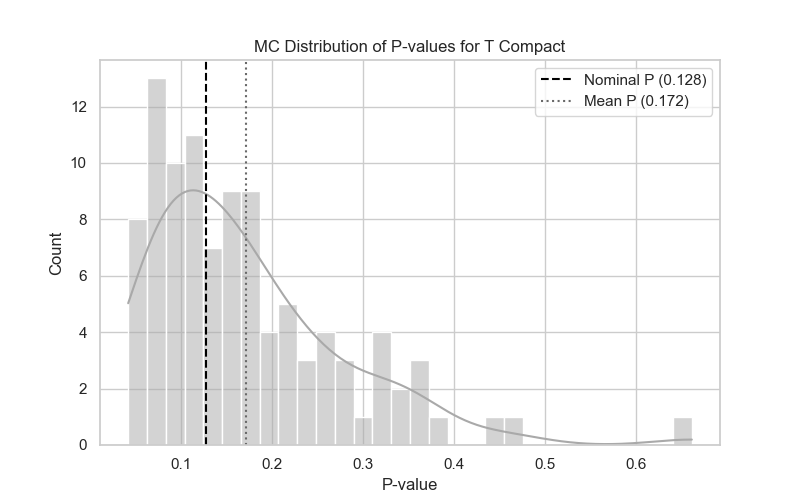 MC Distribution of P-values for T Compact
Nominal P (0.128)
Mean P (0.172)
12
10
8
6
4
2
0
Count
0.1 0.2 0.3 0.4 0.5 0.6
P-value